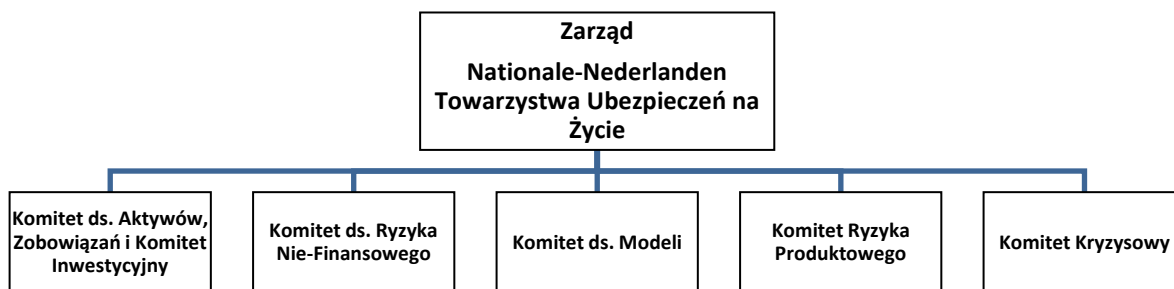 Zarząd
Nationale-Nederlanden
Towarzystwa Ubezpieczeń na
Życie
Komitet ds. Aktywów,
Zobowiązań i Komitet
Inwestycyjny
Komitet ds. Ryzyka
Nie-Finansowego
Komitet ds. Modeli
Komitet Ryzyka
Produktowego
Komitet Kryzysowy